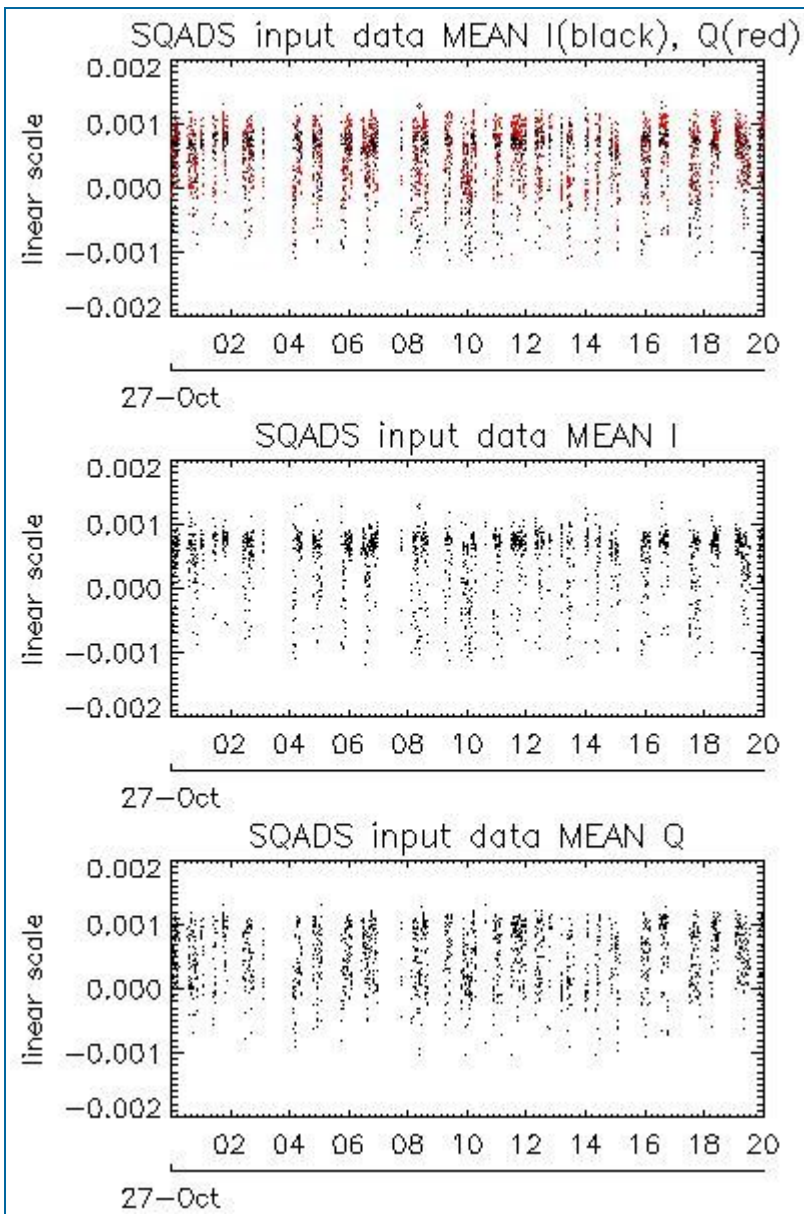 SQADS input data MEAN I(black), Q(red)
0.002
0.001
0.000
-0.001
-0.002
linear scale
02 04 06 08 10 12 14 16 18 20
27-Oct
SQADS input data MEAN I
0.002
0.001
0.000
-0.001
-0.002
linear scale
02 04 06 08 10 12 14 16 18 20
27-Oct
SQADS input data MEAN Q
0.002
0.001
0.000
-0.001
-0.002
linear scale
02 04 06 08 10 12 14 16 18 20
27-Oct